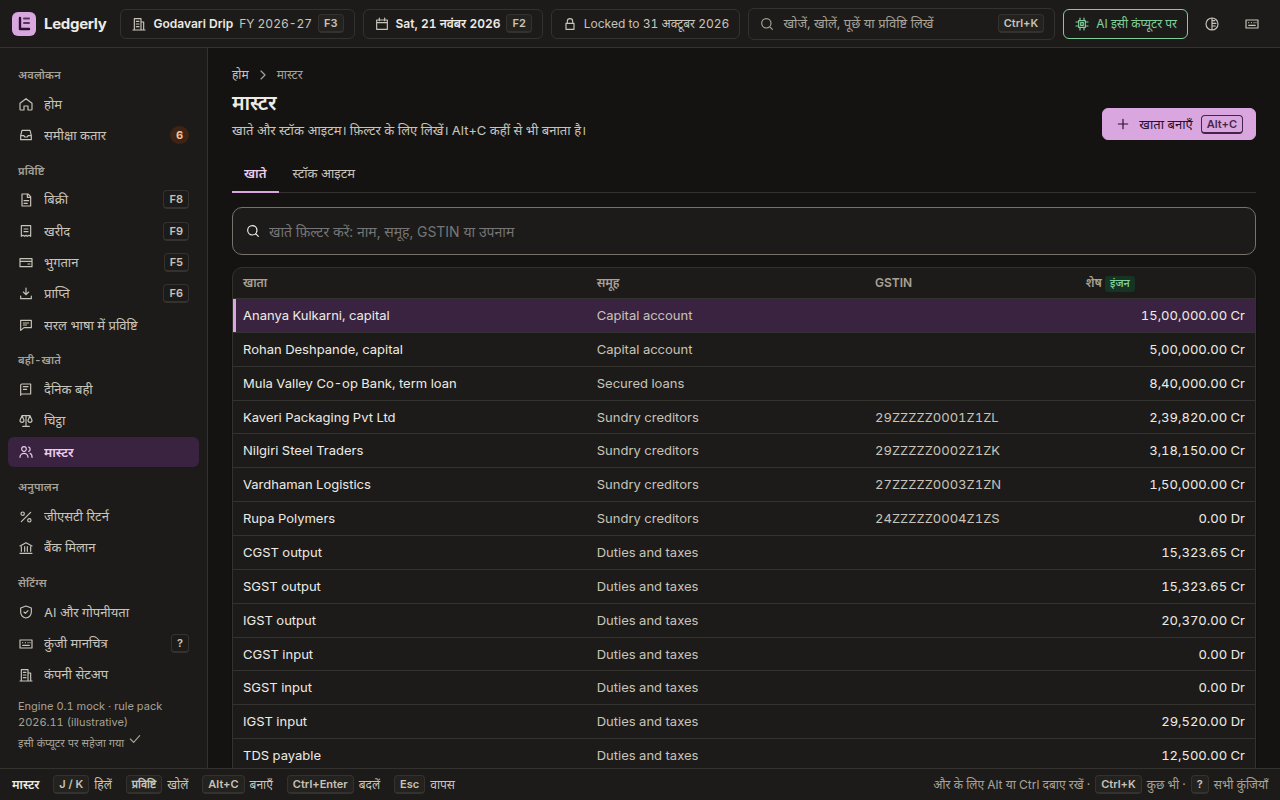 Ledgerly
Godavari Drip FY 2026-27 F3
Sat, 21 नवंबर 2026 F2
Locked to 31 अक्टूबर 2026
खोजें, खोलें, पूछें या प्रविष्टि लिखें Ctrl+K
AI इसी कंप्यूटर पर
अवलोकन
होम
समीक्षा कतार 6
प्रविष्टि
बिक्री F8
खरीद F9
भुगतान F5
प्राप्ति F6
सरल भाषा में प्रविष्टि
बही-खाते
दैनिक बही
चिट्ठा
मास्टर
अनुपालन
जीएसटी रिटर्न
बैंक मिलान
सेटिंग्स
AI और गोपनीयता
कुंजी मानचित्र ?
कंपनी सेटअप
Engine 0.1 mock · rule pack
2026.11 (illustrative)
इसी कंप्यूटर पर सहेजा गया
होम मास्टर
मास्टर
खाते और स्टॉक आइटम। फ़िल्टर के लिए लिखें। Alt+C कहीं से भी बनाता है।
खाता बनाएँ Alt+C
खाते स्टॉक आइटम
खाते फ़िल्टर करें: नाम, समूह, GSTIN या उपनाम
खाता समूह GSTIN शेष इंजन
Ananya Kulkarni, capital Capital account 15,00,000.00 Cr
Rohan Deshpande, capital Capital account 5,00,000.00 Cr
Mula Valley Co-op Bank, term loan Secured loans 8,40,000.00 Cr
Kaveri Packaging Pvt Ltd Sundry creditors 29ZZZZZ0001Z1ZL 2,39,820.00 Cr
Nilgiri Steel Traders Sundry creditors 29ZZZZZ0002Z1ZK 3,18,150.00 Cr
Vardhaman Logistics Sundry creditors 27ZZZZZ0003Z1ZN 1,50,000.00 Cr
Rupa Polymers Sundry creditors 24ZZZZZ0004Z1ZS 0.00 Dr
CGST output Duties and taxes 15,323.65 Cr
SGST output Duties and taxes 15,323.65 Cr
IGST output Duties and taxes 20,370.00 Cr
CGST input Duties and taxes 0.00 Dr
SGST input Duties and taxes 0.00 Dr
IGST input Duties and taxes 29,520.00 Dr
TDS payable Duties and taxes 12,500.00 Cr
मास्टर J / K हिलें प्रविष्टि खोलें Alt+C बनाएँ Ctrl+Enter बदलें Esc वापस
और के लिए Alt या Ctrl दबाए रखें · Ctrl+K कुछ भी · ? सभी कुंजियाँ